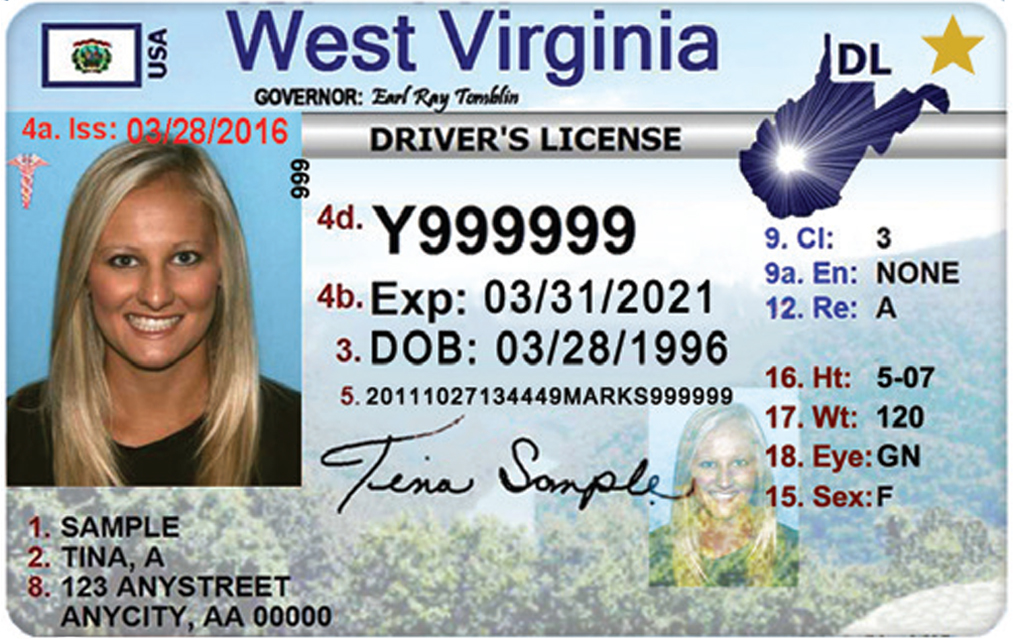 USA
West Virginia
DL
GOVERNOR: Earl Ray Tomblin
4a. Iss: 03/28/2016
DRIVER'S LICENSE
999
4d. Y999999
4b. Exp: 03/31/2021
3. DOB: 03/28/1996
5. 20111027134449MARKS999999
9. Cl: 3
9a. En: NONE
12. Re: A
16. Ht: 5-07
17. Wt: 120
18. Eye: GN
15. Sex: F
Tina Sample
1. SAMPLE
2. TINA, A
8. 123 ANYSTREET
ANYCITY, AA 00000